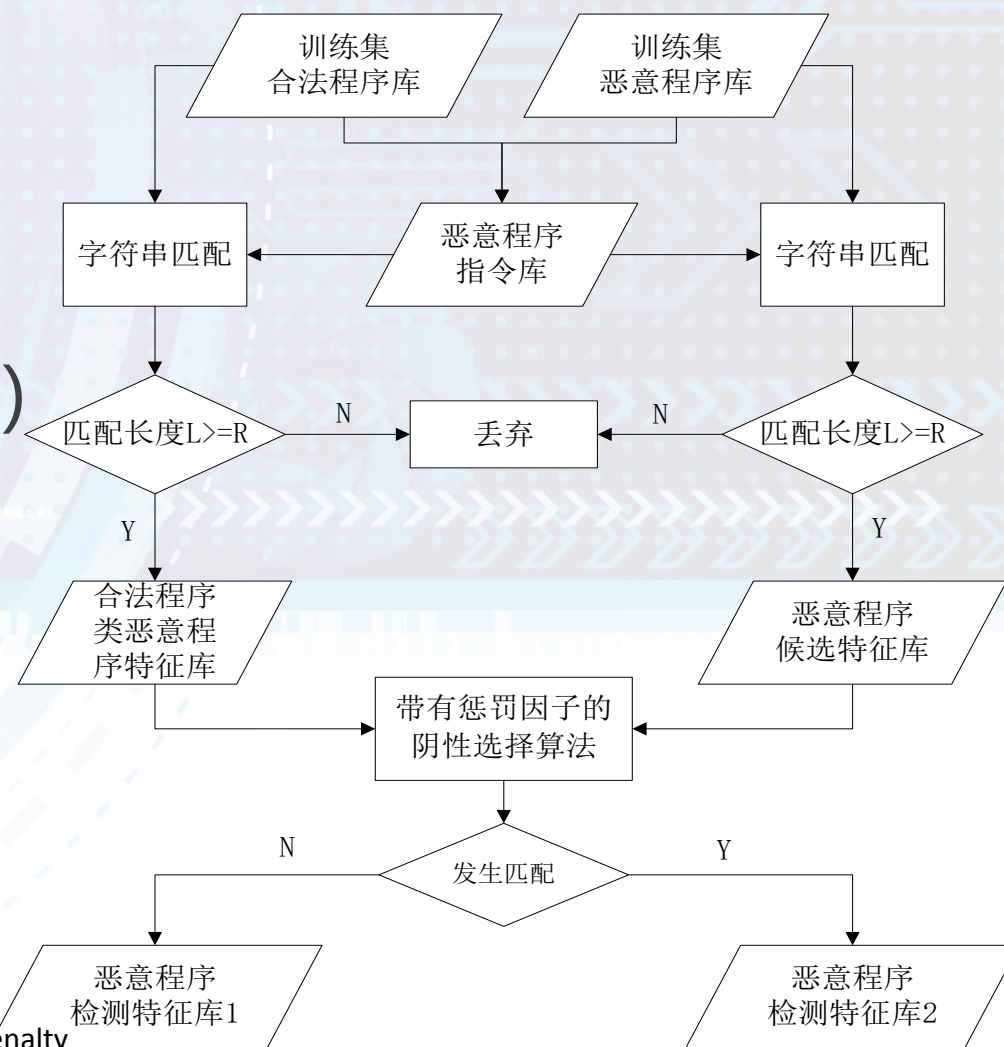 训练集
合法程序库
训练集
恶意程序库
字符串匹配
恶意程序
指令库
字符串匹配
)
匹配长度L>=R
N
丢弃
N
匹配长度L>=R
Y
Y
合法程序
类恶意程
序特征库
恶意程序
候选特征库
带有惩罚因子的
阴性选择算法
N
发生匹配
Y
恶意程序
检测特征库1
恶意程序
检测特征库2